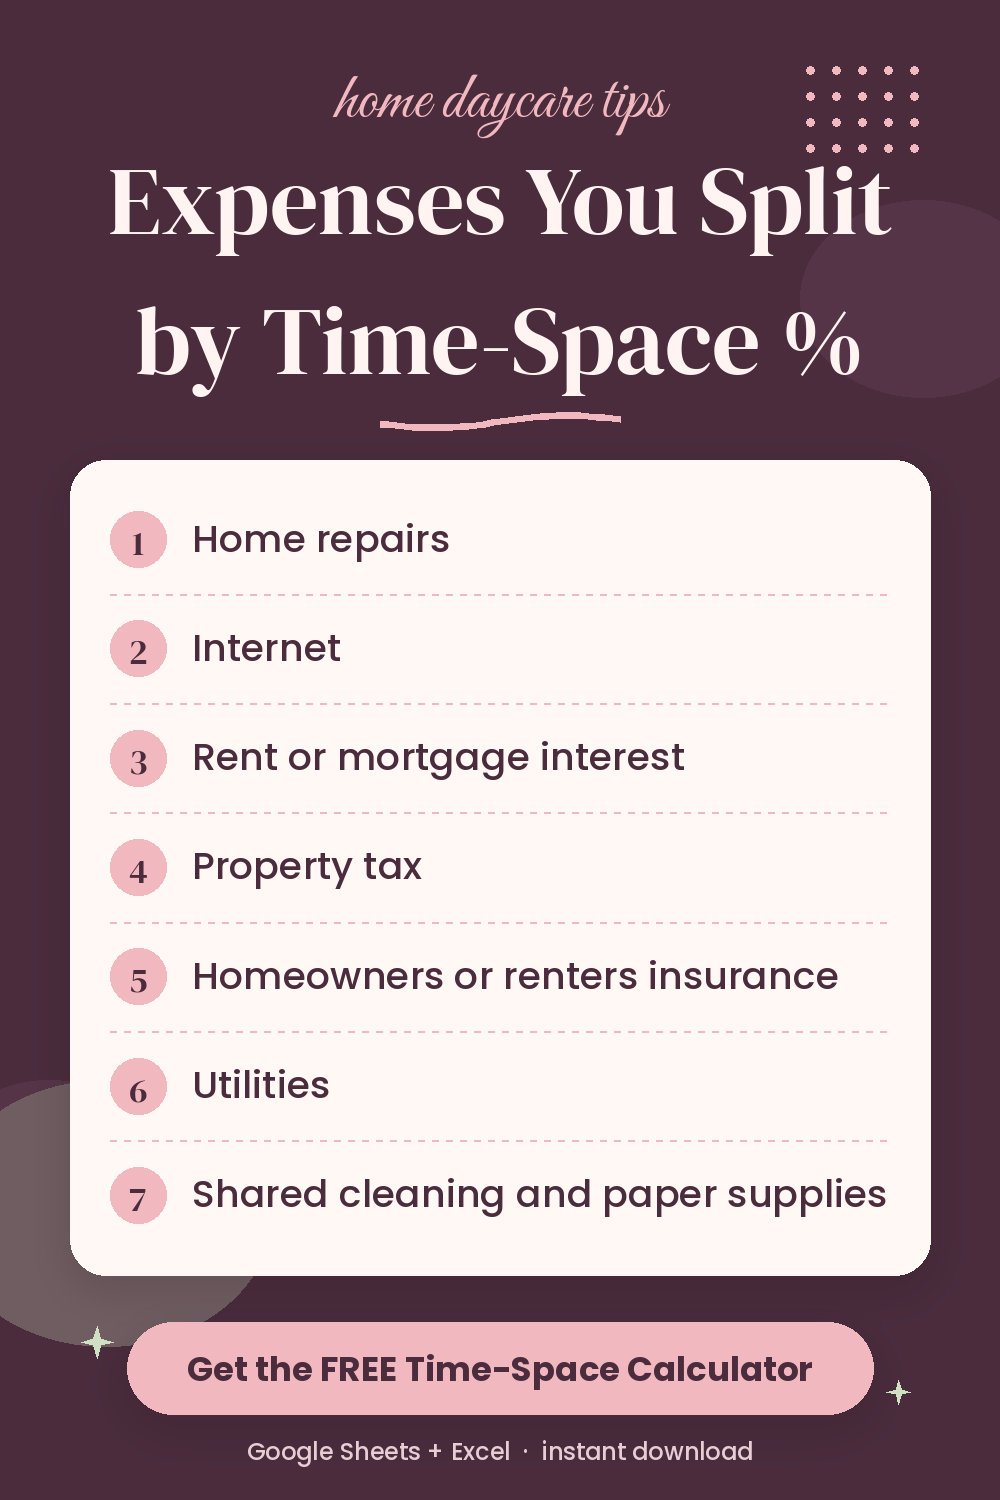 home daycare tips
Expenses You Split
by Time-Space %
1 Home repairs
2 Internet
3 Rent or mortgage interest
4 Property tax
5 Homeowners or renters insurance
6 Utilities
7 Shared cleaning and paper supplies
Get the FREE Time-Space Calculator
Google Sheets + Excel · instant download